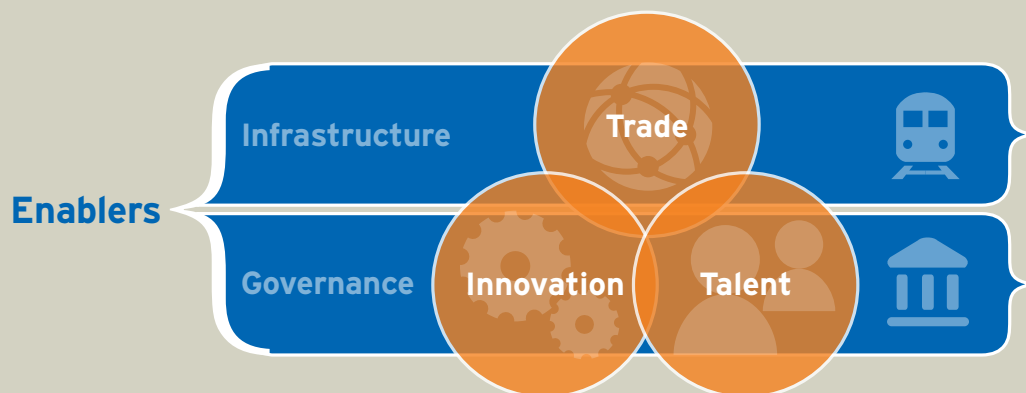 Trade
Infrastructure
Enablers
Governance
Innovation
Talent